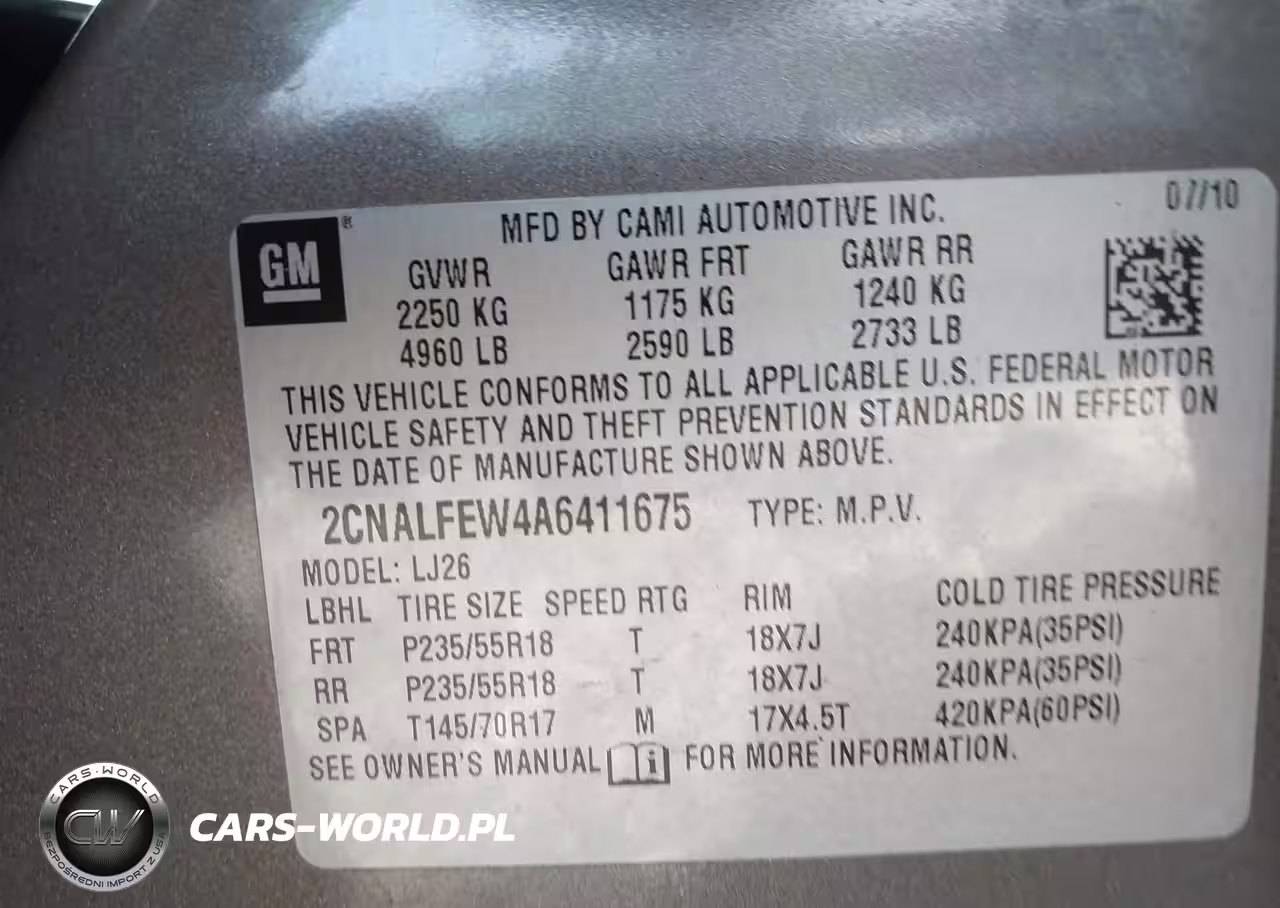 07/10
GM ®
MFD BY CAMI AUTOMOTIVE INC.
GVWR GAWR FRT GAWR RR
2250 KG 1175 KG 1240 KG
4960 LB 2590 LB 2733 LB
THIS VEHICLE CONFORMS TO ALL APPLICABLE U.S. FEDERAL MOTOR
VEHICLE SAFETY AND THEFT PREVENTION STANDARDS IN EFFECT ON
THE DATE OF MANUFACTURE SHOWN ABOVE.
2CNALFEW4A6411675 TYPE: M.P.V.
MODEL: LJ26
LBHL TIRE SIZE SPEED RTG RIM COLD TIRE PRESSURE
FRT P235/55R18 T 18X7J 240KPA(35PSI)
RR P235/55R18 T 18X7J 240KPA(35PSI)
SPA T145/70R17 M 17X4.5T 420KPA(60PSI)
SEE OWNER'S MANUAL i FOR MORE INFORMATION.
CARS-WORLD
CW
BEZPOŚREDNI IMPORT Z USA
CARS-WORLD.PL